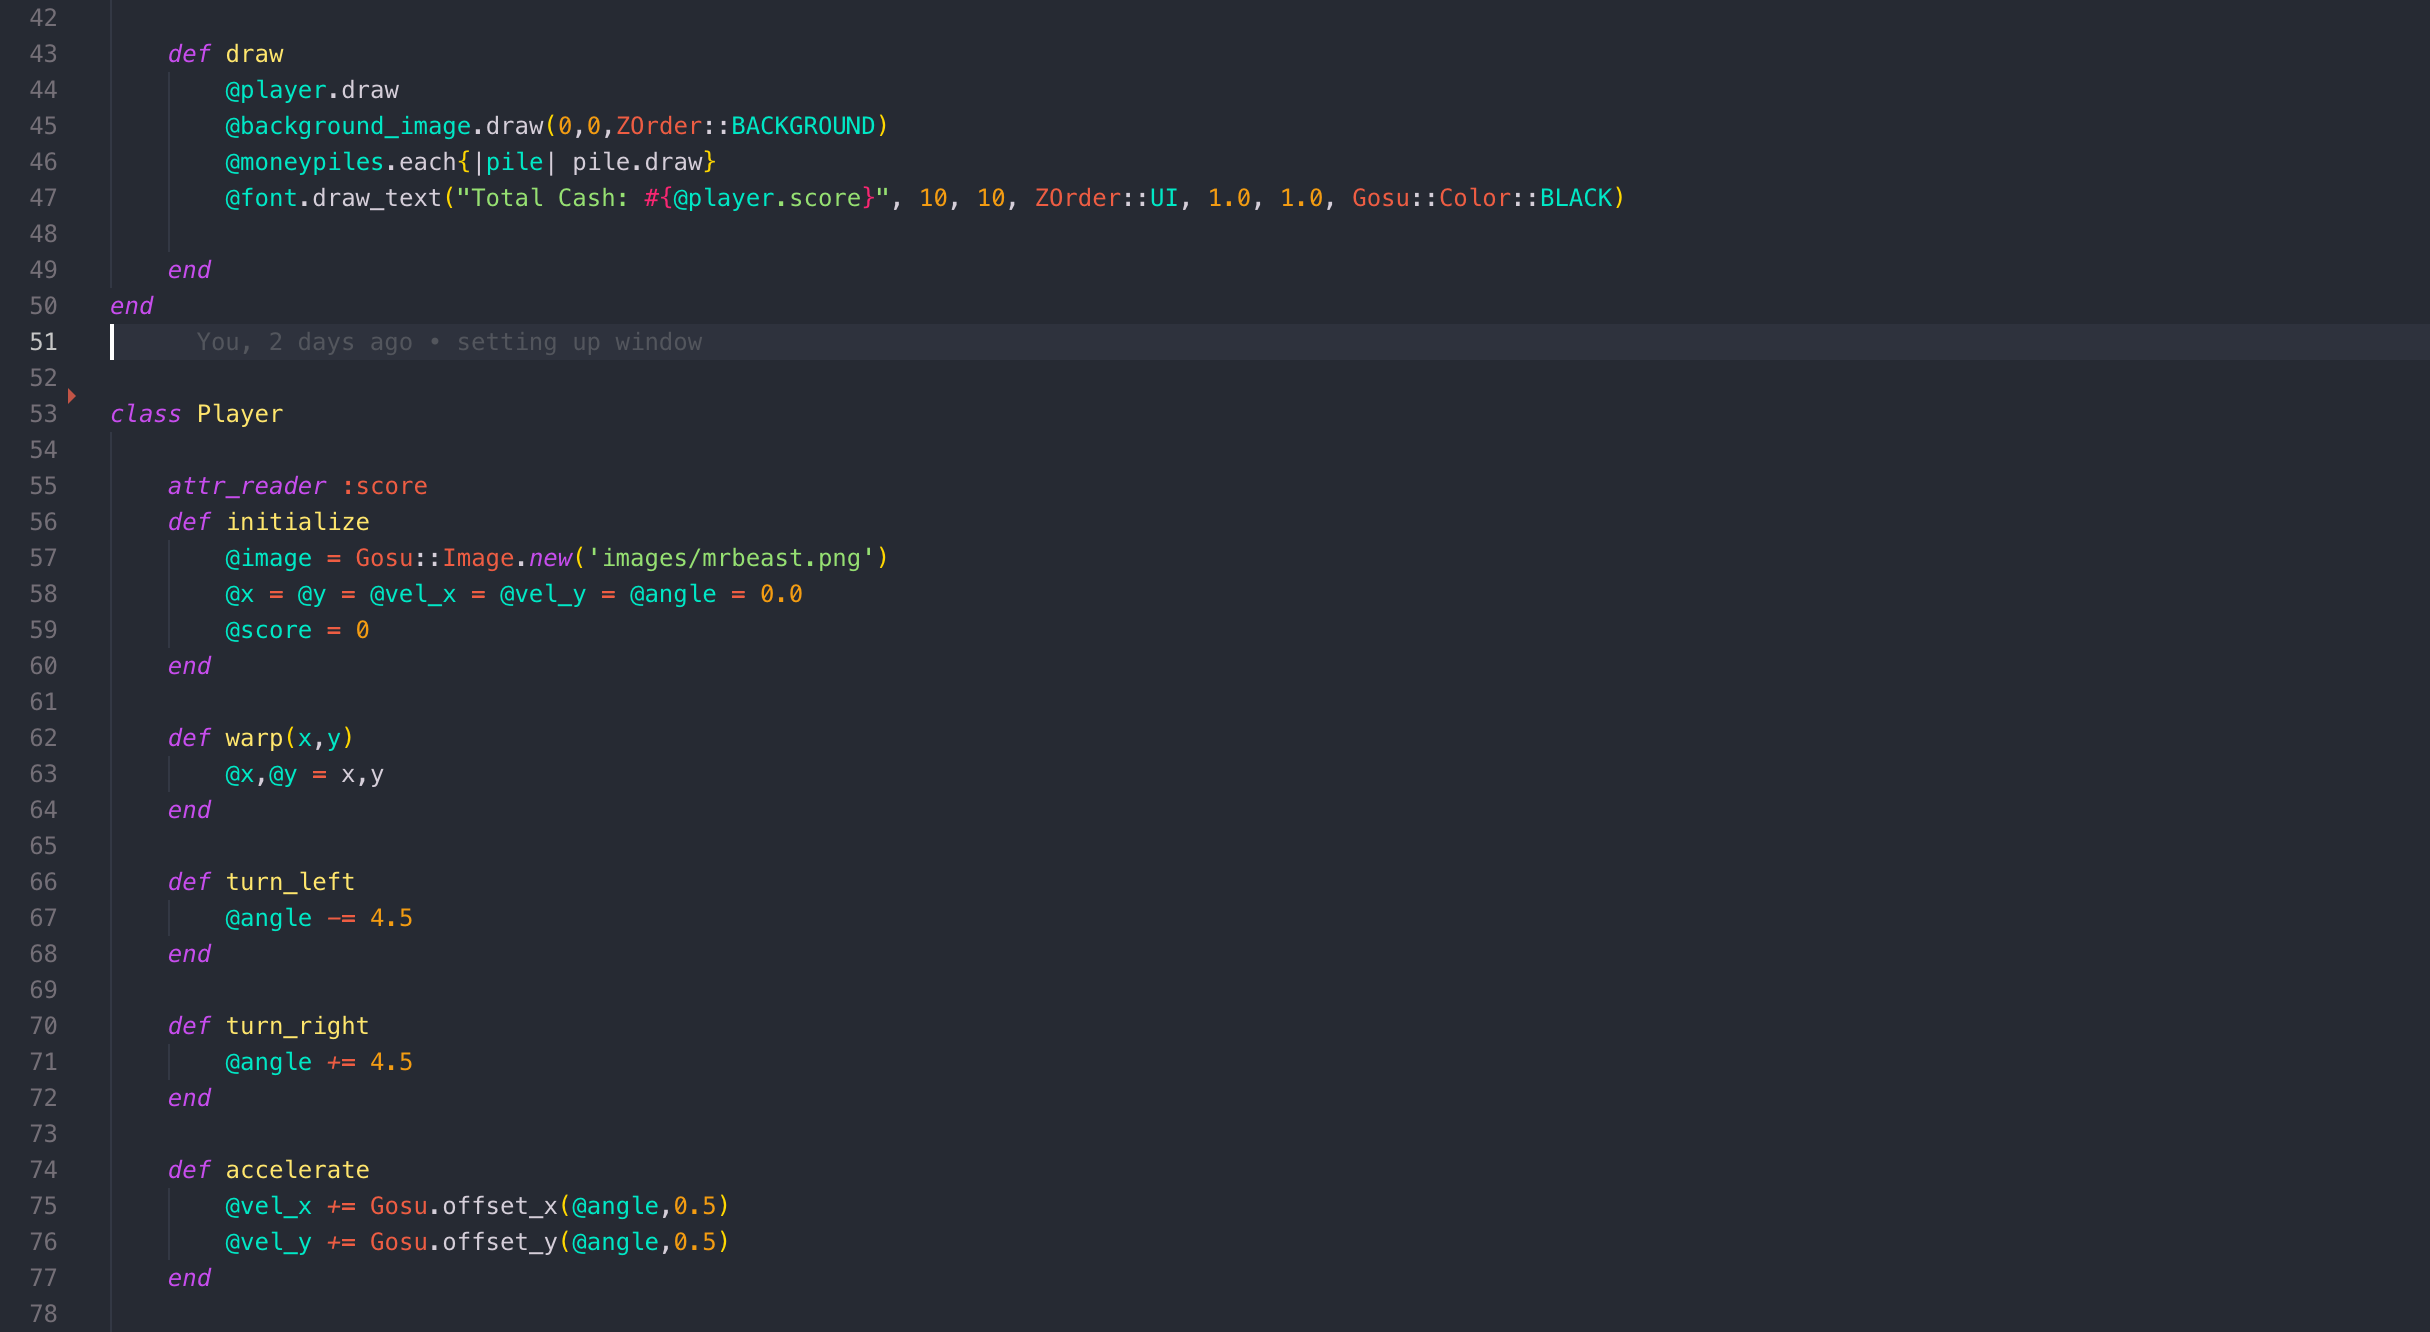 42
43 def draw
44 @player.draw
45 @background_image.draw(0,0,ZOrder::BACKGROUND)
46 @moneypiles.each{|pile| pile.draw}
47 @font.draw_text("Total Cash: #{@player.score}", 10, 10, ZOrder::UI, 1.0, 1.0, Gosu::Color::BLACK)
48
49 end
50 end
51 You, 2 days ago • setting up window
52
53 class Player
54
55 attr_reader :score
56 def initialize
57 @image = Gosu::Image.new('images/mrbeast.png')
58 @x = @y = @vel_x = @vel_y = @angle = 0.0
59 @score = 0
60 end
61
62 def warp(x,y)
63 @x,@y = x,y
64 end
65
66 def turn_left
67 @angle -= 4.5
68 end
69
70 def turn_right
71 @angle += 4.5
72 end
73
74 def accelerate
75 @vel_x += Gosu.offset_x(@angle,0.5)
76 @vel_y += Gosu.offset_y(@angle,0.5)
77 end
78